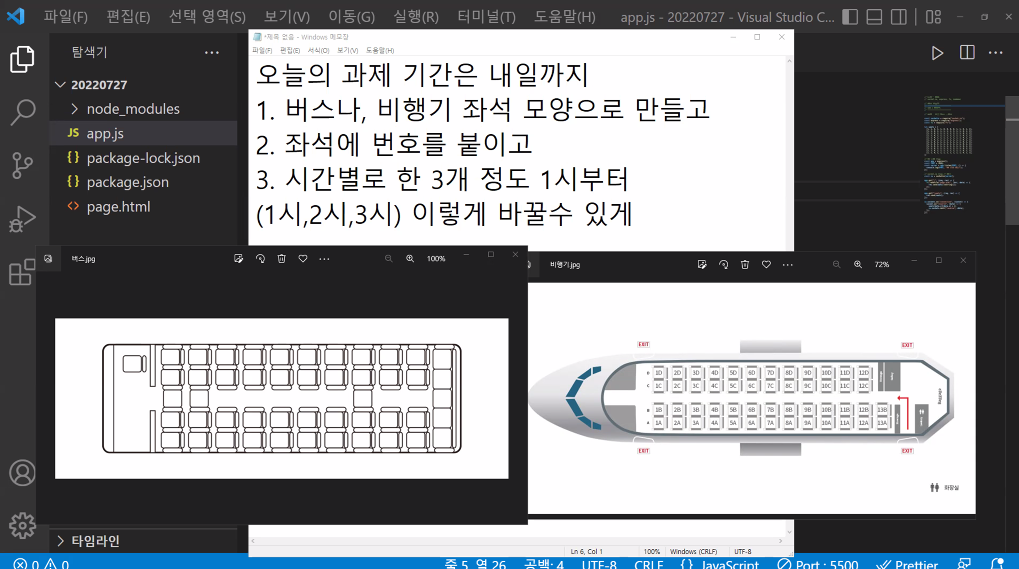 파일(F) 편집(E) 선택 영역(S) 보기(V) 이동(G) 실행(R) 터미널(T) 도움말(H) app.js - 20220727 - Visual Studio C...
탐색기
20220727
node_modules
JS app.js
{} package-lock.json
{} package.json
<> page.html
타임라인
*제목 없음 - Windows 메모장
파일(F) 편집(E) 서식(O) 보기(V) 도움말(H)
오늘의 과제 기간은 내일까지
1. 버스나, 비행기 좌석 모양으로 만들고
2. 좌석에 번호를 붙이고
3. 시간별로 한 3개 정도 1시부터
(1시,2시,3시) 이렇게 바꿀수 있게
버스.jpg 100%
비행기.jpg 72%
EXIT EXIT
D 1D 2D 3D 4D 5D 6D 7D 8D 9D 10D 11D 12D
C 1C 2C 3C 4C 5C 6C 7C 8C 9C 10C 11C 12C
B 1B 2B 3B 4B 5B 6B 7B 8B 9B 10B 11B 12B 13B
A 1A 2A 3A 4A 5A 6A 7A 8A 9A 10A 11A 12A 13A
EXIT EXIT
화장실
Ln 6, Col 1 100% Windows (CRLF) UTF-8
0 0 줄 5, 열 26 공백: 4 UTF-8 CRLF {} JavaScript Port : 5500 Prettier